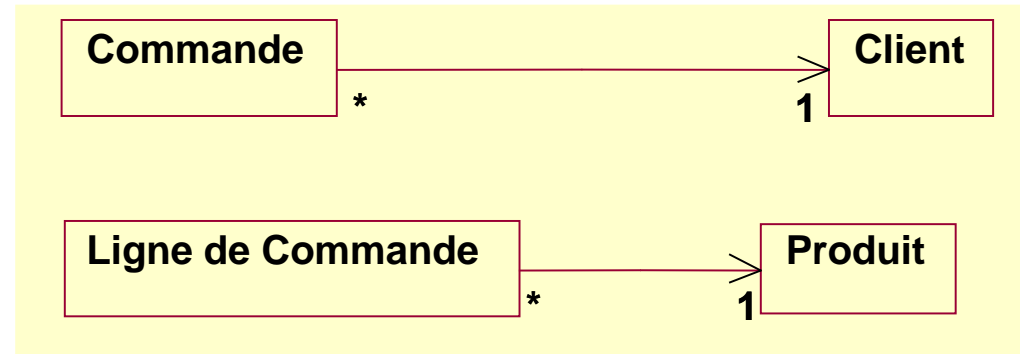 Commande
Client
* 1
Ligne de Commande
Produit
* 1